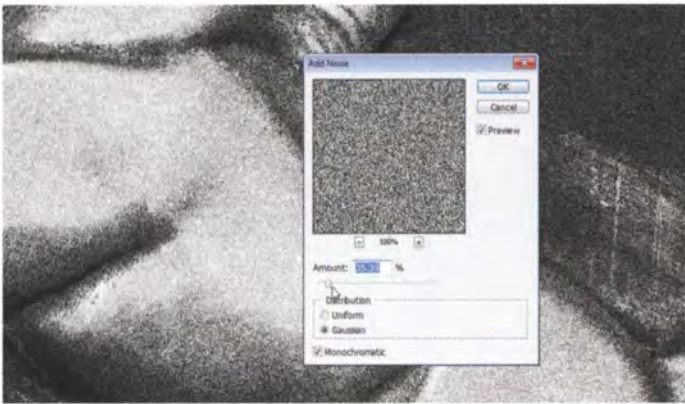 Add Noise
OK
Cancel
Preview
100%
Amount: %
Distribution
Uniform
Gaussian
Monochromatic